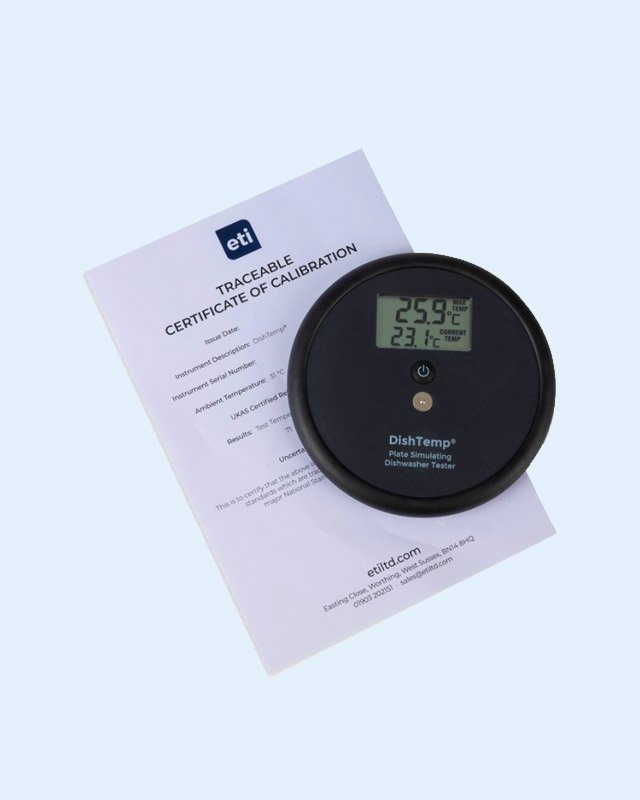 eti
TRACEABLE
CERTIFICATE OF CALIBRATION
Issue Date:
Instrument Description: DishTemp®
Instrument Serial Number:
Ambient Temperature: 31 °C
UKAS Certified
Results: Test
71
This is to certify that the above
standards which are
major National
etiltd.com
Easting Close, Worthing, West Sussex, BN14 8HQ
01903 202151 · sales@etiltd.com
25.9°C MAX TEMP
23.1°C CURRENT TEMP
DishTemp®
Plate Simulating
Dishwasher Tester